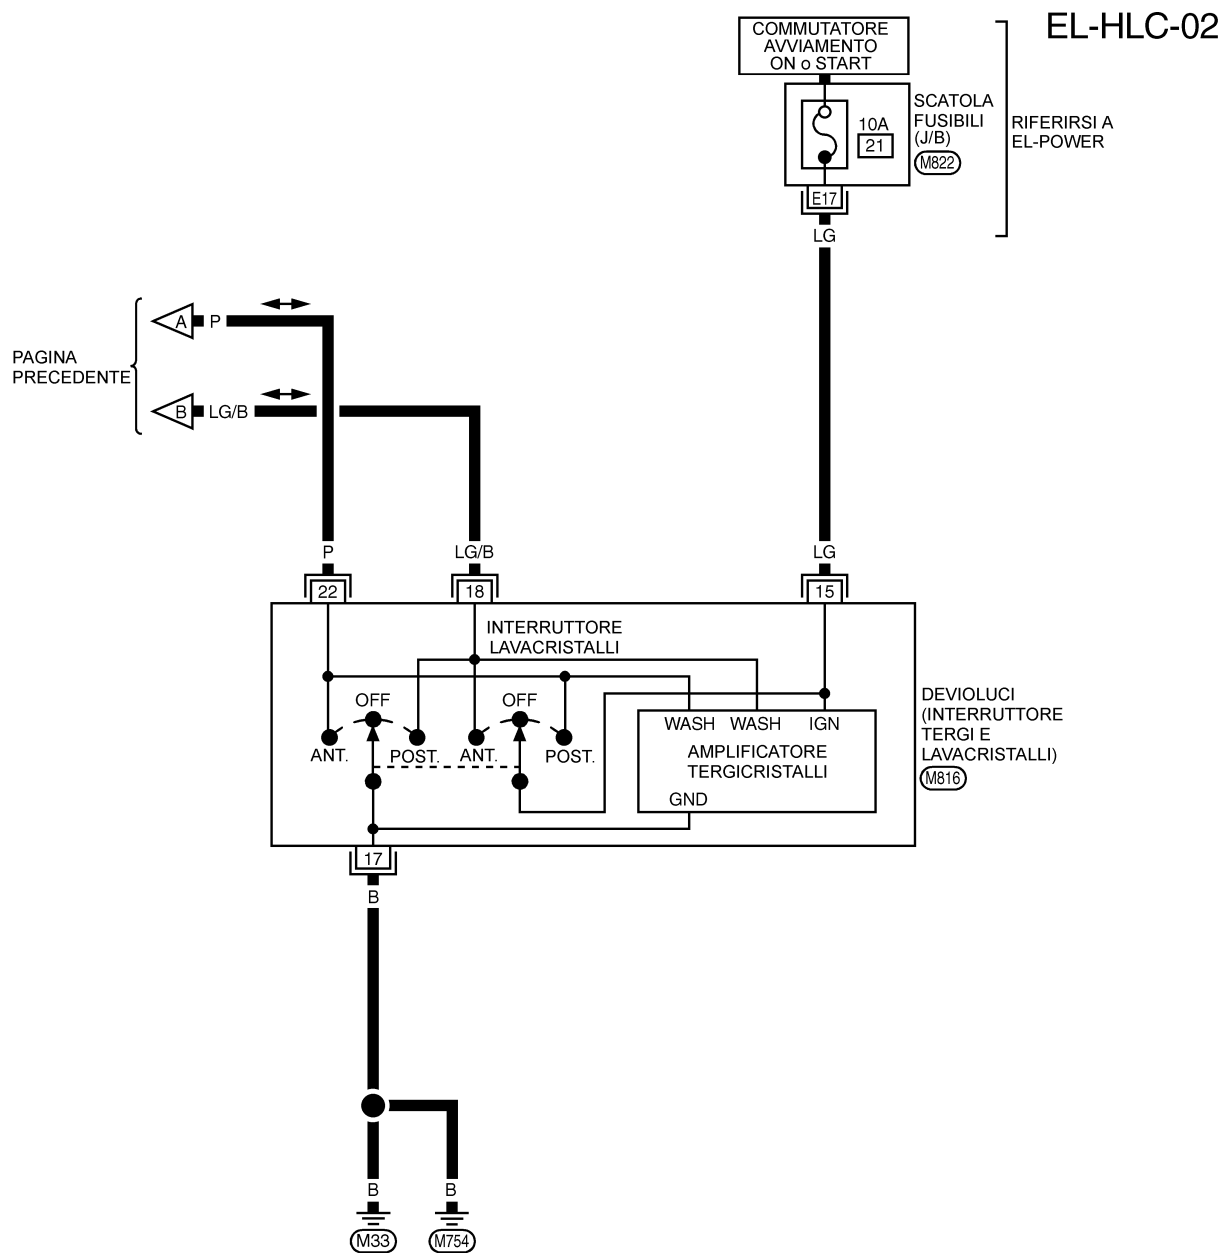 EL-HLC-02
COMMUTATORE
AVVIAMENTO
ON o START
SCATOLA
FUSIBILI
(J/B)
M822
10A
21
E17
LG
RIFERIRSI A
EL-POWER
PAGINA
PRECEDENTE
A P
B LG/B
P LG/B LG
22 18 15
INTERRUTTORE
LAVACRISTALLI
OFF OFF
ANT. POST. ANT. POST.
WASH WASH IGN
AMPLIFICATORE
TERGICRISTALLI
GND
DEVIOLUCI
(INTERRUTTORE
TERGI E
LAVACRISTALLI)
M816
17
B
B B
M33 M754